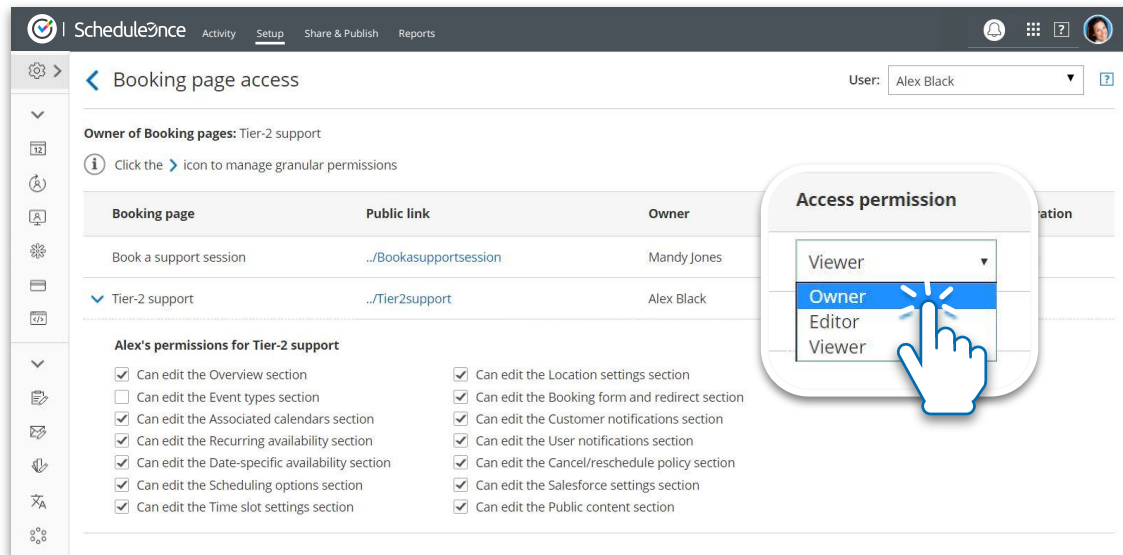 ScheduleOnce Activity Setup Share & Publish Reports ?
Booking page access User: Alex Black ?
Owner of Booking pages: Tier-2 support
i Click the > icon to manage granular permissions
Booking page Public link Owner Access permission ation
Book a support session ../Bookasupportsession Mandy Jones Viewer
Tier-2 support ../Tier2support Alex Black Owner
Editor
Viewer
Alex's permissions for Tier-2 support
Can edit the Overview section Can edit the Location settings section
Can edit the Event types section Can edit the Booking form and redirect section
Can edit the Associated calendars section Can edit the Customer notifications section
Can edit the Recurring availability section Can edit the User notifications section
Can edit the Date-specific availability section Can edit the Cancel/reschedule policy section
Can edit the Scheduling options section Can edit the Salesforce settings section
Can edit the Time slot settings section Can edit the Public content section
12